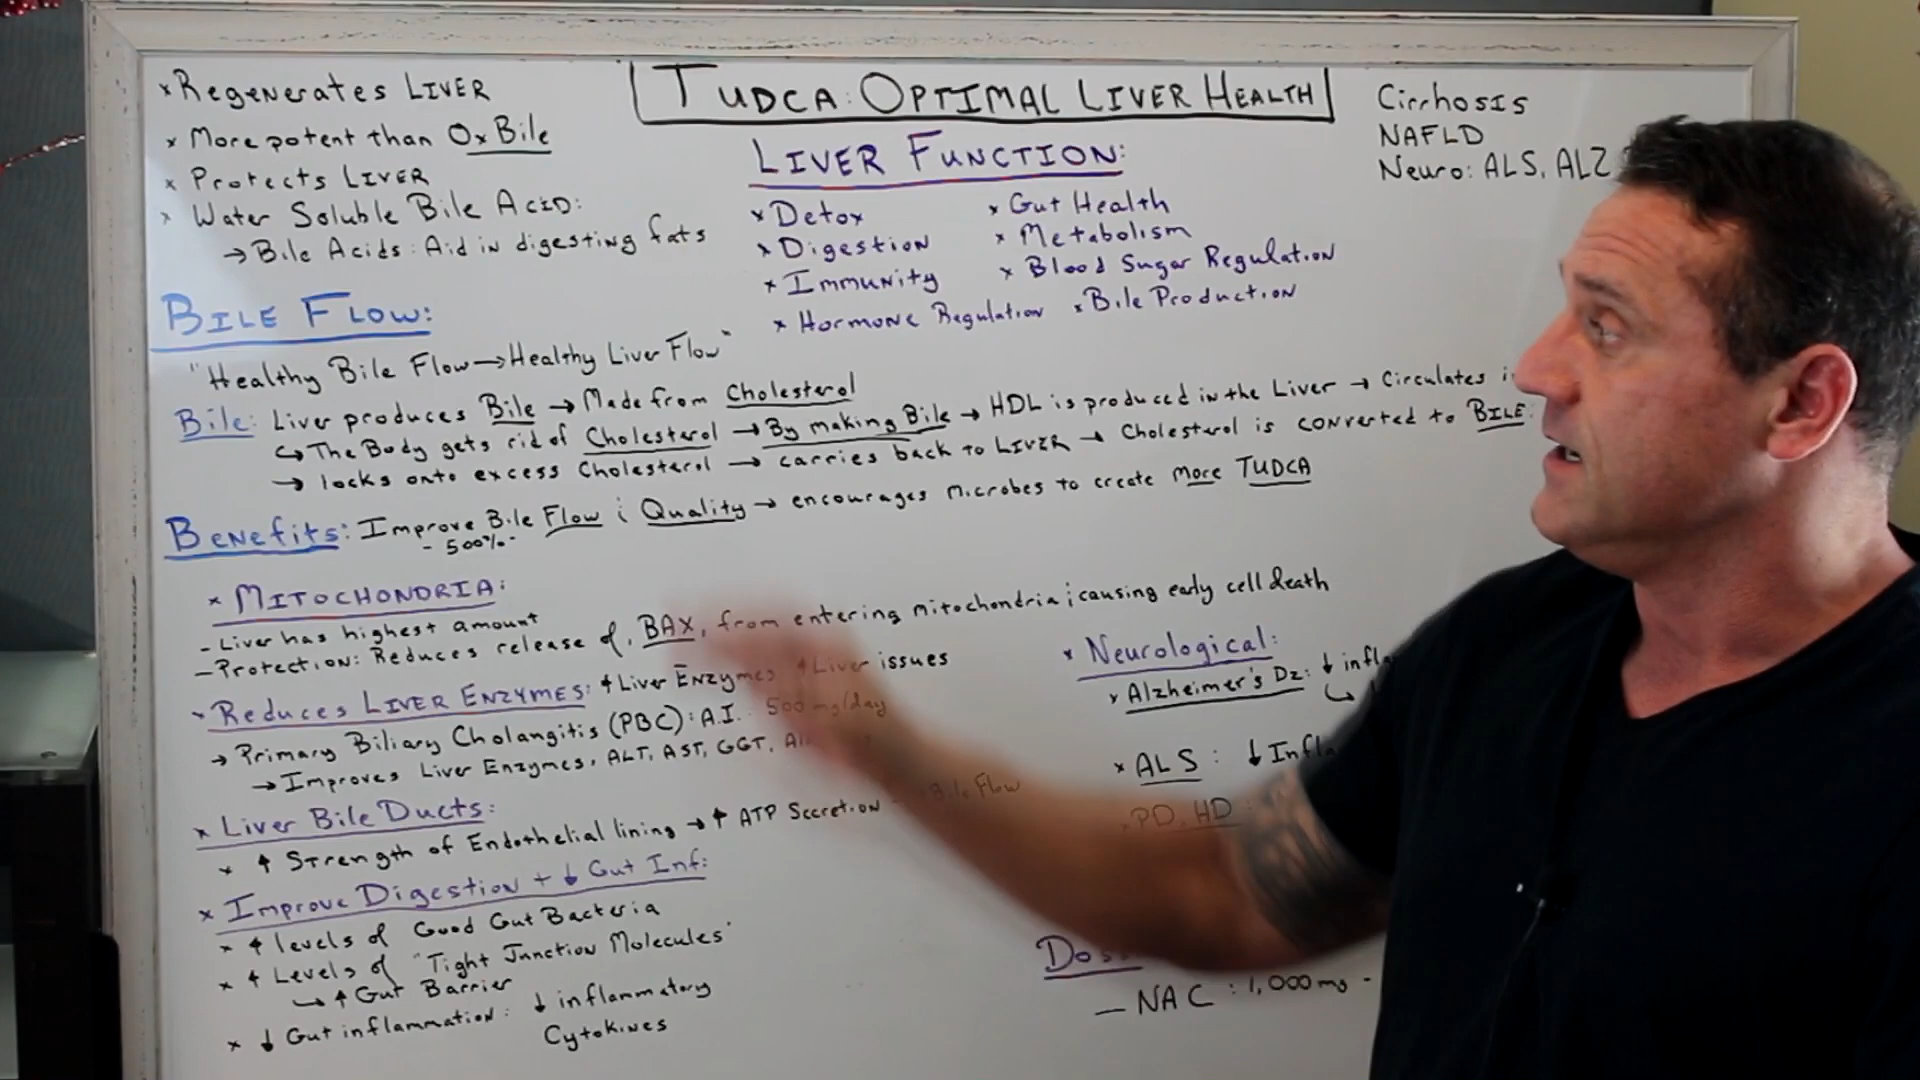 TUDCA: OPTIMAL LIVER HEALTH
* Regenerates LIVER
* More potent than Ox Bile
* Protects LIVER
* Water Soluble Bile Acid:
→ Bile Acids: Aid in digesting fats
LIVER FUNCTION:
* Detox
* Digestion
* Immunity
* Hormone Regulation
* Gut Health
* Metabolism
* Blood Sugar Regulation
* Bile Production
Cirrhosis
NAFLD
Neuro: ALS, ALZ
BILE FLOW:
"Healthy Bile Flow → Healthy Liver Flow"
Bile: Liver produces Bile → Made from Cholesterol
↳ The Body gets rid of Cholesterol → By making Bile → HDL is produced in the Liver → Circulates
→ locks onto excess Cholesterol → carries back to LIVER → Cholesterol is converted to BILE
Benefits: Improve Bile Flow & Quality → encourages microbes to create more TUDCA
- 500% -
* MITOCHONDRIA:
- Liver has highest amount
- Protection: Reduces release of, BAX, from entering mitochondria; causing early cell death
* Reduces LIVER ENZYMES: ↑ Liver Enzymes ↑ Liver issues
→ Primary Biliary Cholangitis (PBC): A.I. 500mg/day
→ Improves Liver Enzymes, ALT, AST, GGT,
* Liver Bile Ducts:
* ↑ Strength of Endothelial lining → ↑ ATP Secretion Bile Flow
* Improve Digestion + ↓ Gut Inf:
* ↑ levels of Good Gut Bacteria
* ↑ Levels of "Tight Junction Molecules"
↳ ↑ Gut Barrier
* ↓ Gut inflammation: ↓ inflammatory
Cytokines
* Neurological:
* Alzheimer's Dz: ↓
* ALS: ↓
* PD, HD
— NAC: 1,000mg -